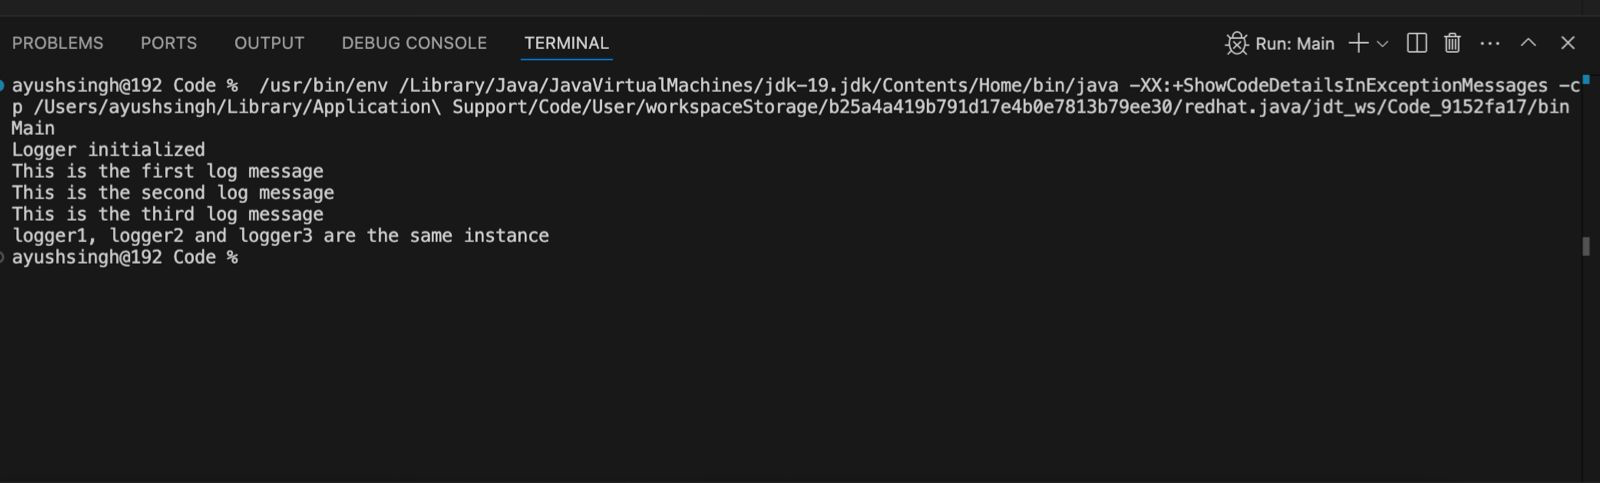 PROBLEMS PORTS OUTPUT DEBUG CONSOLE TERMINAL Run: Main
ayushsingh@192 Code %  /usr/bin/env /Library/Java/JavaVirtualMachines/jdk-19.jdk/Contents/Home/bin/java -XX:+ShowCodeDetailsInExceptionMessages -c
p /Users/ayushsingh/Library/Application\ Support/Code/User/workspaceStorage/b25a4a419b791d17e4b0e7813b79ee30/redhat.java/jdt_ws/Code_9152fa17/bin
Main
Logger initialized
This is the first log message
This is the second log message
This is the third log message
logger1, logger2 and logger3 are the same instance
ayushsingh@192 Code %